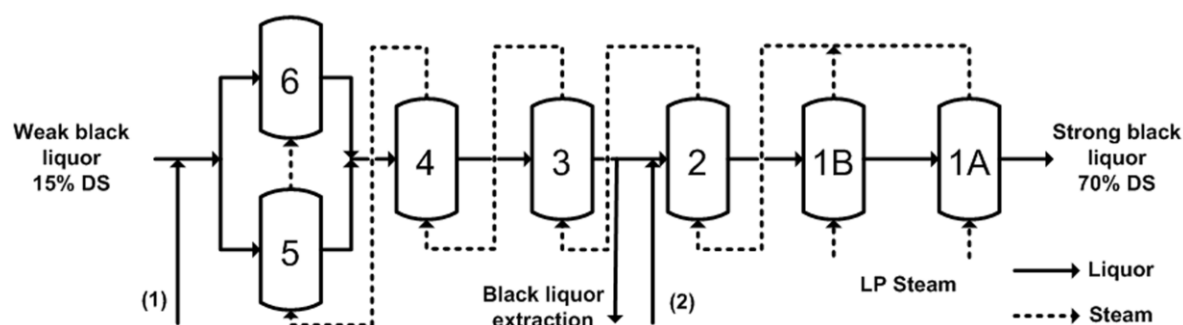 Weak black
liquor
15% DS
(1)
6
5
4
3
Black liquor
extraction
(2)
2
1B
1A
LP Steam
Strong black
liquor
70% DS
Liquor
Steam